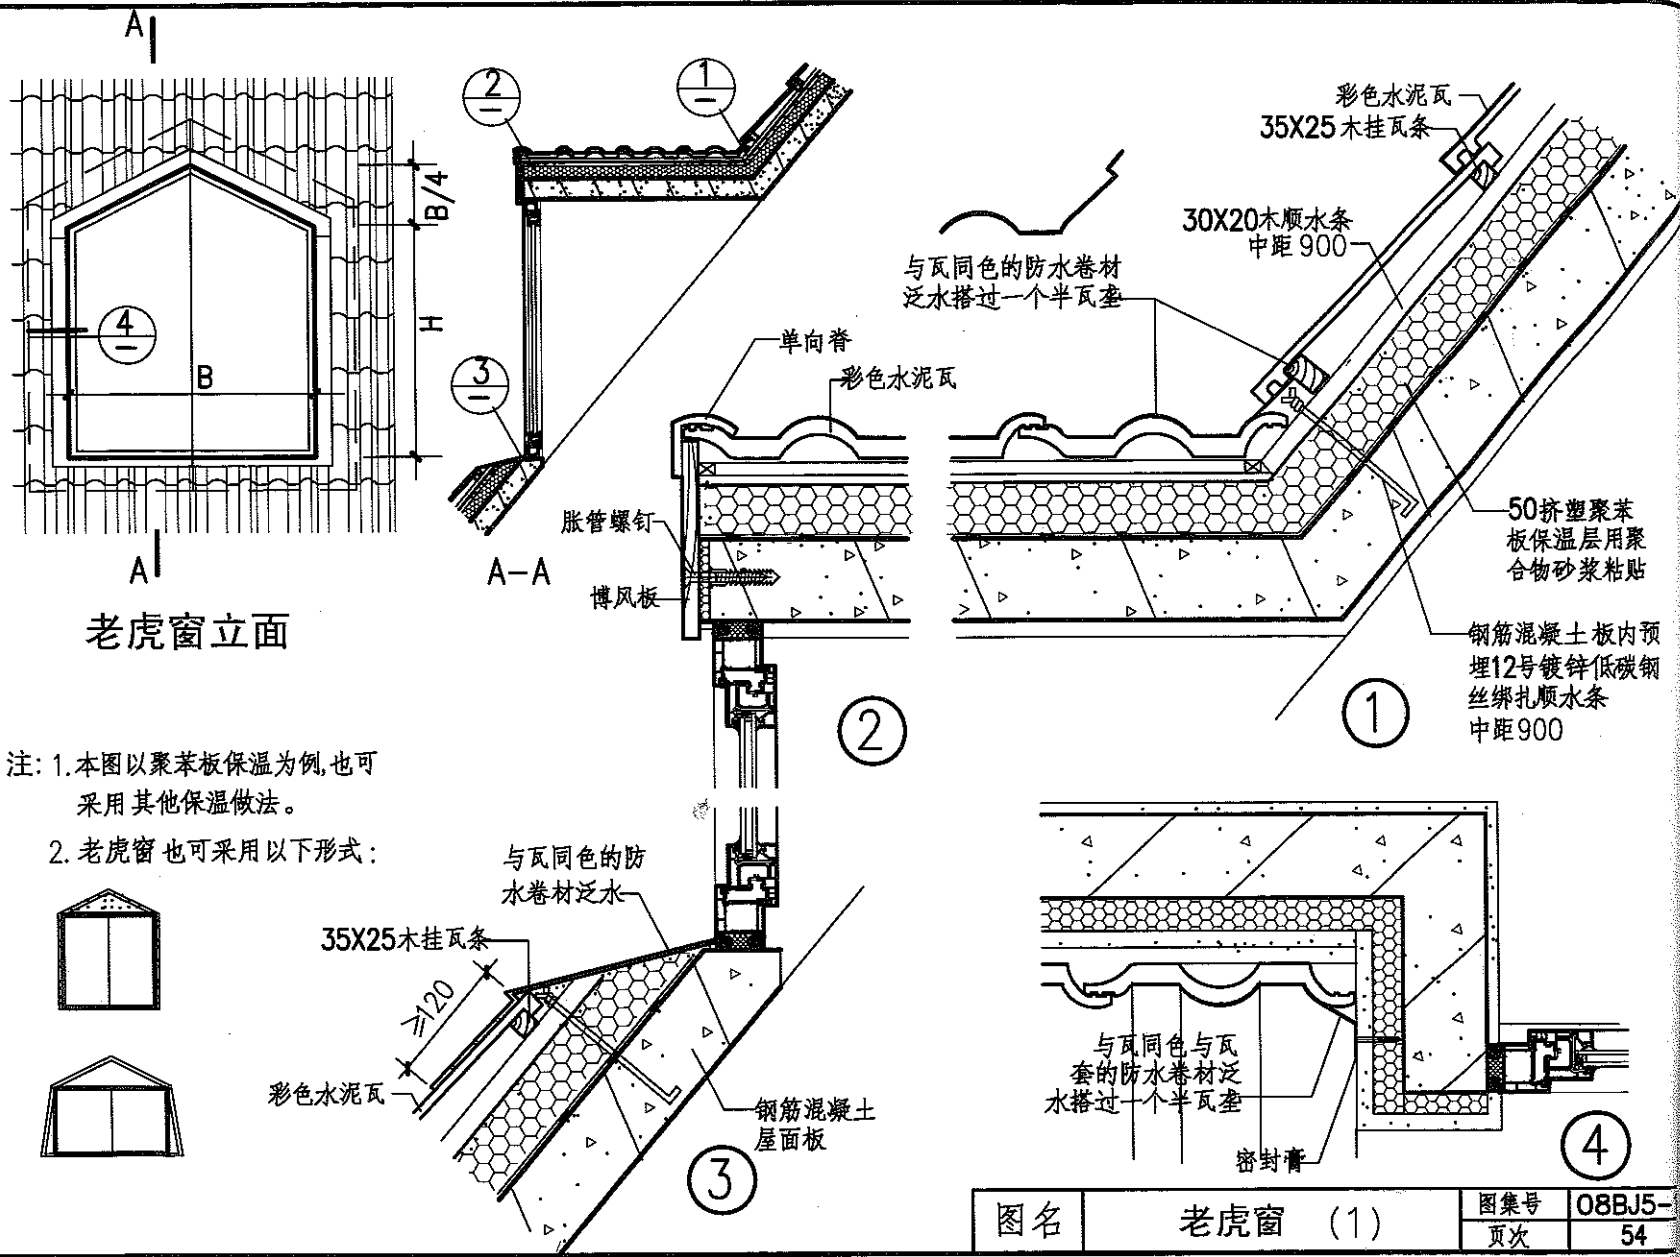 A
A
老虎窗立面
B/4
H
B
4
—
2
—
1
—
3
—
A-A
彩色水泥瓦
35X25木挂瓦条
30X20木顺水条
中距900
与瓦同色的防水卷材
泛水搭过一个半瓦垄
单向脊
彩色水泥瓦
胀管螺钉
博风板
50挤塑聚苯
板保温层用聚
合物砂浆粘贴
钢筋混凝土板内预
埋12号镀锌低碳钢
丝绑扎顺水条
中距900
2
1
注: 1.本图以聚苯板保温为例,也可
采用其他保温做法。
2.老虎窗也可采用以下形式:
与瓦同色的防
水卷材泛水
35X25木挂瓦条
≥120
彩色水泥瓦
钢筋混凝土
屋面板
3
与瓦同色与瓦
套的防水卷材泛
水搭过一个半瓦垄
密封膏
4
图名
老虎窗 (1)
图集号
08BJ5-
页次
54